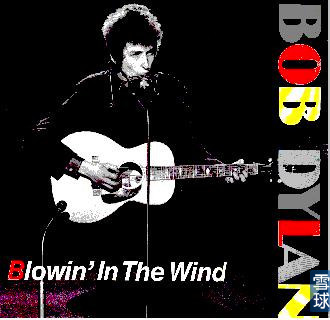 BOB DYLAN
Blowin' In The Wind
雪球